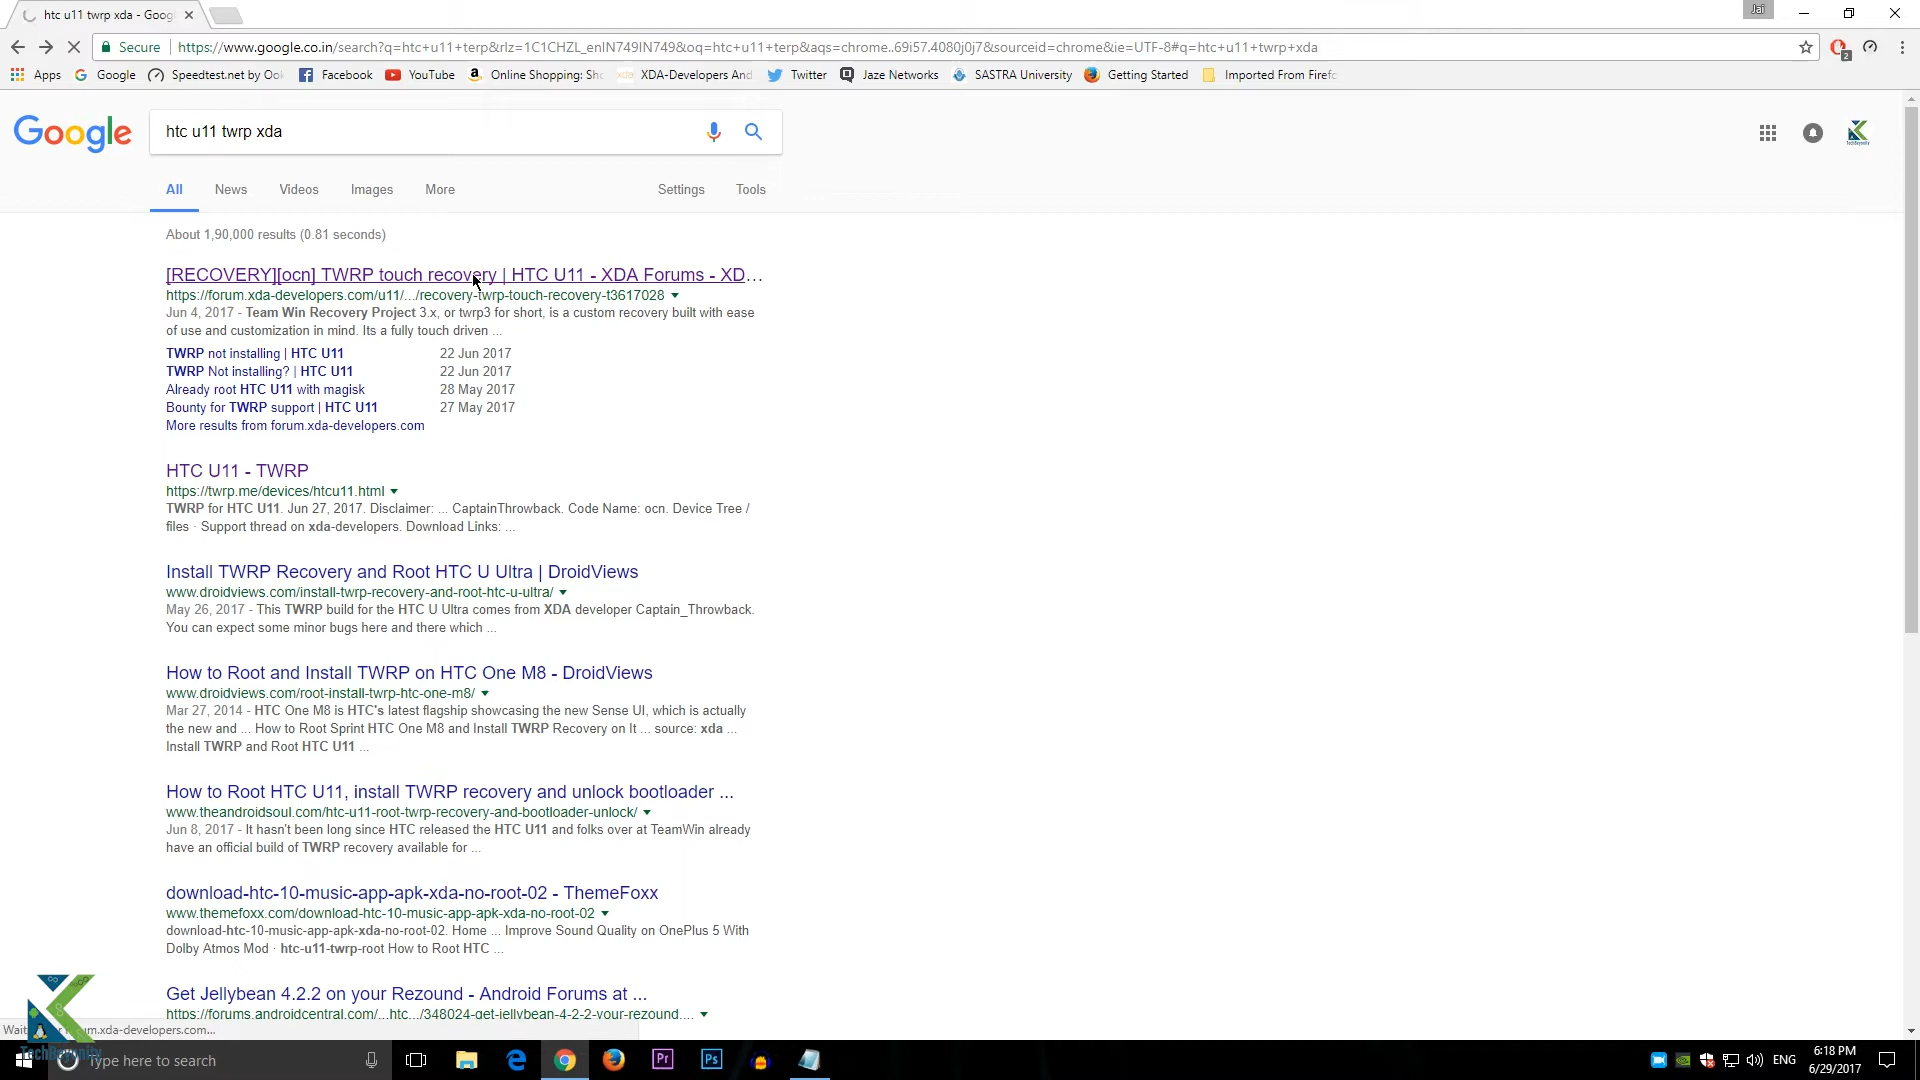 htc u11 twrp xda - Goog
Jai
Secure https://www.google.co.in/search?q=htc+u11+terp&rlz=1C1CHZL_enIN749IN749&oq=htc+u11+terp&aqs=chrome..69i57.4080j0j7&sourceid=chrome&ie=UTF-8#q=htc+u11+twrp+xda
2
Apps Google Speedtest.net by Ook Facebook YouTube Online Shopping: Sho XDA-Developers And Twitter Jaze Networks SASTRA University Getting Started Imported From Firefo
Google htc u11 twrp xda
All News Videos Images More Settings Tools
About 1,90,000 results (0.81 seconds)
[RECOVERY][ocn] TWRP touch recovery | HTC U11 - XDA Forums - XD...
https://forum.xda-developers.com/u11/.../recovery-twrp-touch-recovery-t3617028
Jun 4, 2017 - Team Win Recovery Project 3.x, or twrp3 for short, is a custom recovery built with ease
of use and customization in mind. Its a fully touch driven ...
TWRP not installing | HTC U11 22 Jun 2017
TWRP Not installing? | HTC U11 22 Jun 2017
Already root HTC U11 with magisk 28 May 2017
Bounty for TWRP support | HTC U11 27 May 2017
More results from forum.xda-developers.com
HTC U11 - TWRP
https://twrp.me/devices/htcu11.html
TWRP for HTC U11. Jun 27, 2017. Disclaimer: ... CaptainThrowback. Code Name: ocn. Device Tree /
files · Support thread on xda-developers. Download Links: ...
Install TWRP Recovery and Root HTC U Ultra | DroidViews
www.droidviews.com/install-twrp-recovery-and-root-htc-u-ultra/
May 26, 2017 - This TWRP build for the HTC U Ultra comes from XDA developer Captain_Throwback.
You can expect some minor bugs here and there which ...
How to Root and Install TWRP on HTC One M8 - DroidViews
www.droidviews.com/root-install-twrp-htc-one-m8/
Mar 27, 2014 - HTC One M8 is HTC's latest flagship showcasing the new Sense UI, which is actually
the new and ... How to Root Sprint HTC One M8 and Install TWRP Recovery on It ... source: xda ...
Install TWRP and Root HTC U11 ...
How to Root HTC U11, install TWRP recovery and unlock bootloader ...
www.theandroidsoul.com/htc-u11-root-twrp-recovery-and-bootloader-unlock/
Jun 8, 2017 - It hasn't been long since HTC released the HTC U11 and folks over at TeamWin already
have an official build of TWRP recovery available for ...
download-htc-10-music-app-apk-xda-no-root-02 - ThemeFoxx
www.themefoxx.com/download-htc-10-music-app-apk-xda-no-root-02
download-htc-10-music-app-apk-xda-no-root-02. Home ... Improve Sound Quality on OnePlus 5 With
Dolby Atmos Mod · htc-u11-twrp-root How to Root HTC ...
Get Jellybean 4.2.2 on your Rezound - Android Forums at ...
https://forums.androidcentral.com/...htc.../348024-get-jellybean-4-2-2-your-rezound....
TechBeyonity
Type here to search
Pr Ps
ENG 6:18 PM
6/29/2017